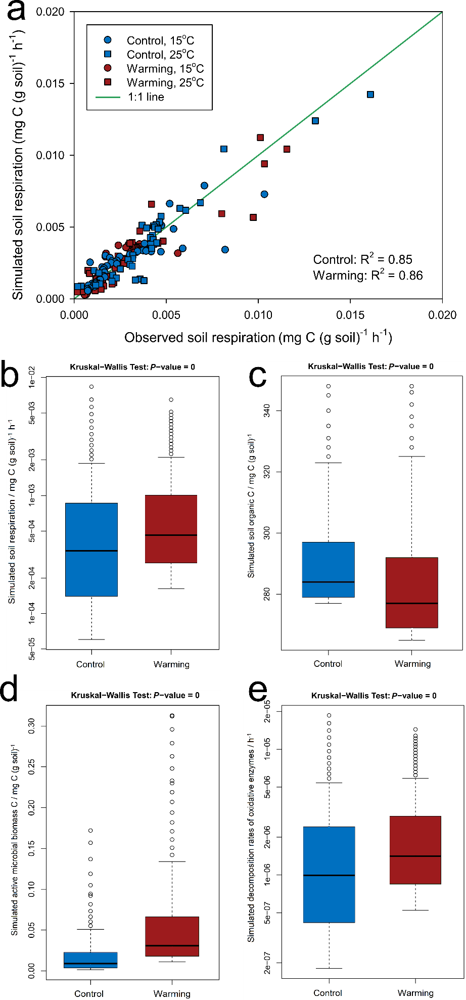 a
0.020
0.015
0.010
0.005
0.000
Simulated soil respiration (mg C (g soil)⁻¹ h⁻¹)
Control, 15°C
Control, 25°C
Warming, 15°C
Warming, 25°C
1:1 line
Control: R² = 0.85
Warming: R² = 0.86
0.000 0.005 0.010 0.015 0.020
Observed soil respiration (mg C (g soil)⁻¹ h⁻¹)
b
Kruskal−Wallis Test: P−value = 0
Simulated soil respiration / mg C (g soil)⁻¹ h⁻¹
1e−02
5e−03
2e−03
1e−03
5e−04
2e−04
1e−04
5e−05
Control Warming
c
Kruskal−Wallis Test: P−value = 0
Simulated soil organic C / mg C (g soil)⁻¹
340
320
300
280
Control Warming
d
Kruskal−Wallis Test: P−value = 0
Simulated active microbial biomass C / mg C (g soil)⁻¹
0.30
0.25
0.20
0.15
0.10
0.05
0.00
Control Warming
e
Kruskal−Wallis Test: P−value = 0
Simulated decomposition rates of oxidative enzymes / h⁻¹
2e−05
1e−05
5e−06
2e−06
1e−06
5e−07
2e−07
Control Warming